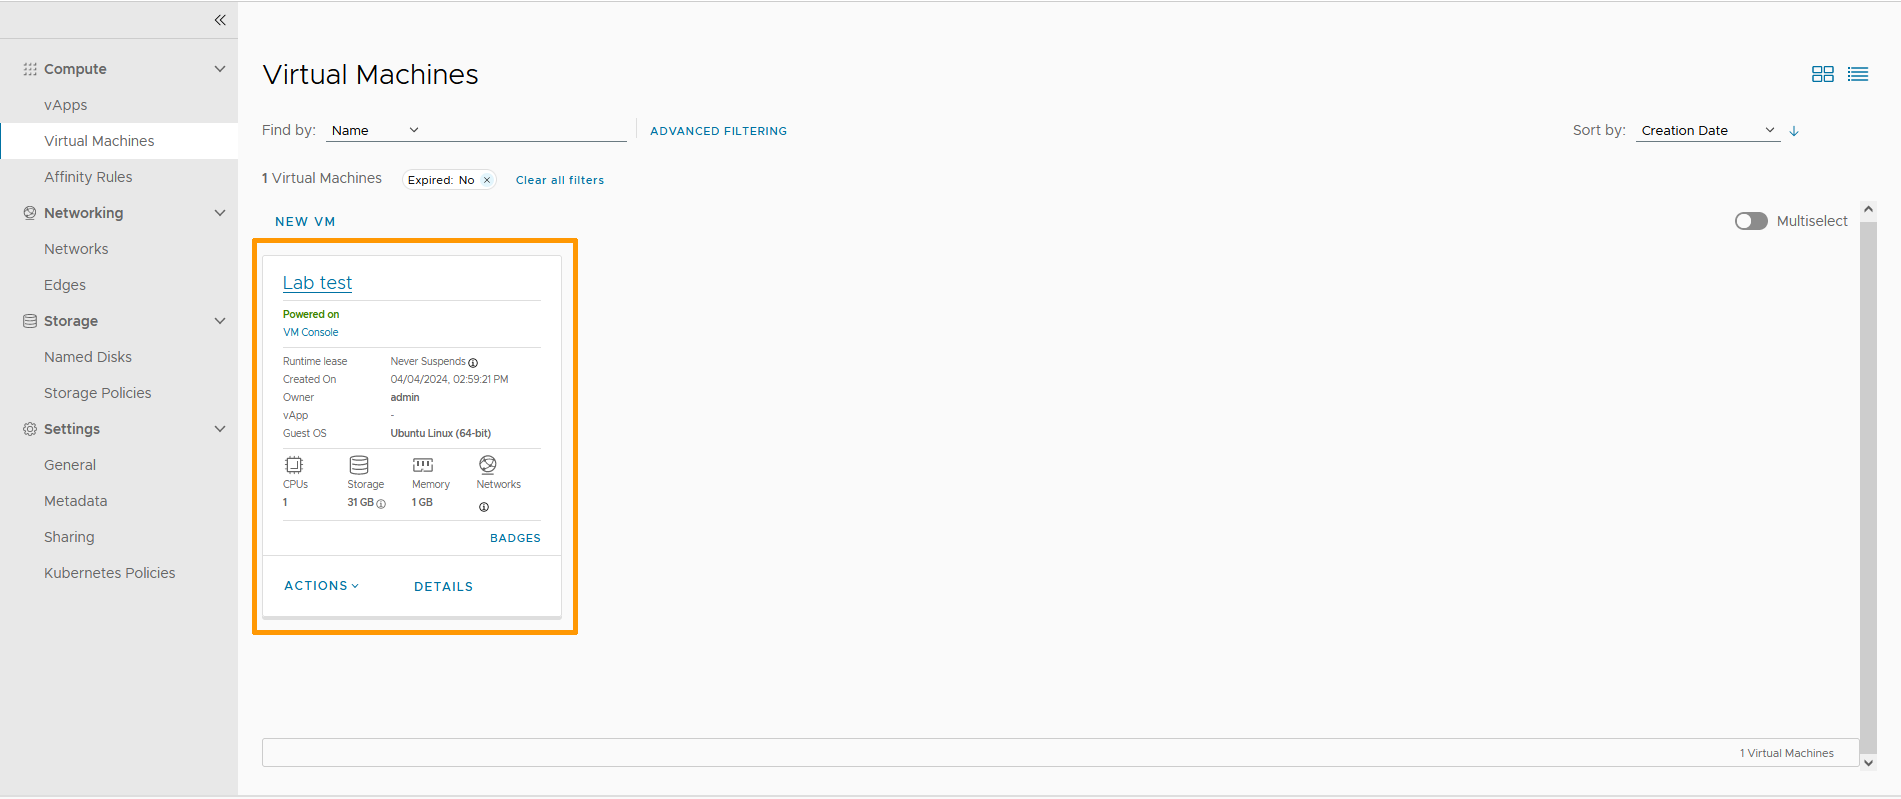 Compute
vApps
Virtual Machines
Affinity Rules
Networking
Networks
Edges
Storage
Named Disks
Storage Policies
Settings
General
Metadata
Sharing
Kubernetes Policies
Virtual Machines
Find by: Name ADVANCED FILTERING Sort by: Creation Date
1 Virtual Machines Expired: No Clear all filters
NEW VM Multiselect
Lab test
Powered on
VM Console
Runtime lease Never Suspends
Created On 04/04/2024, 02:59:21 PM
Owner admin
vApp -
Guest OS Ubuntu Linux (64-bit)
CPUs Storage Memory Networks
1 31 GB 1 GB
BADGES
ACTIONS DETAILS
1 Virtual Machines